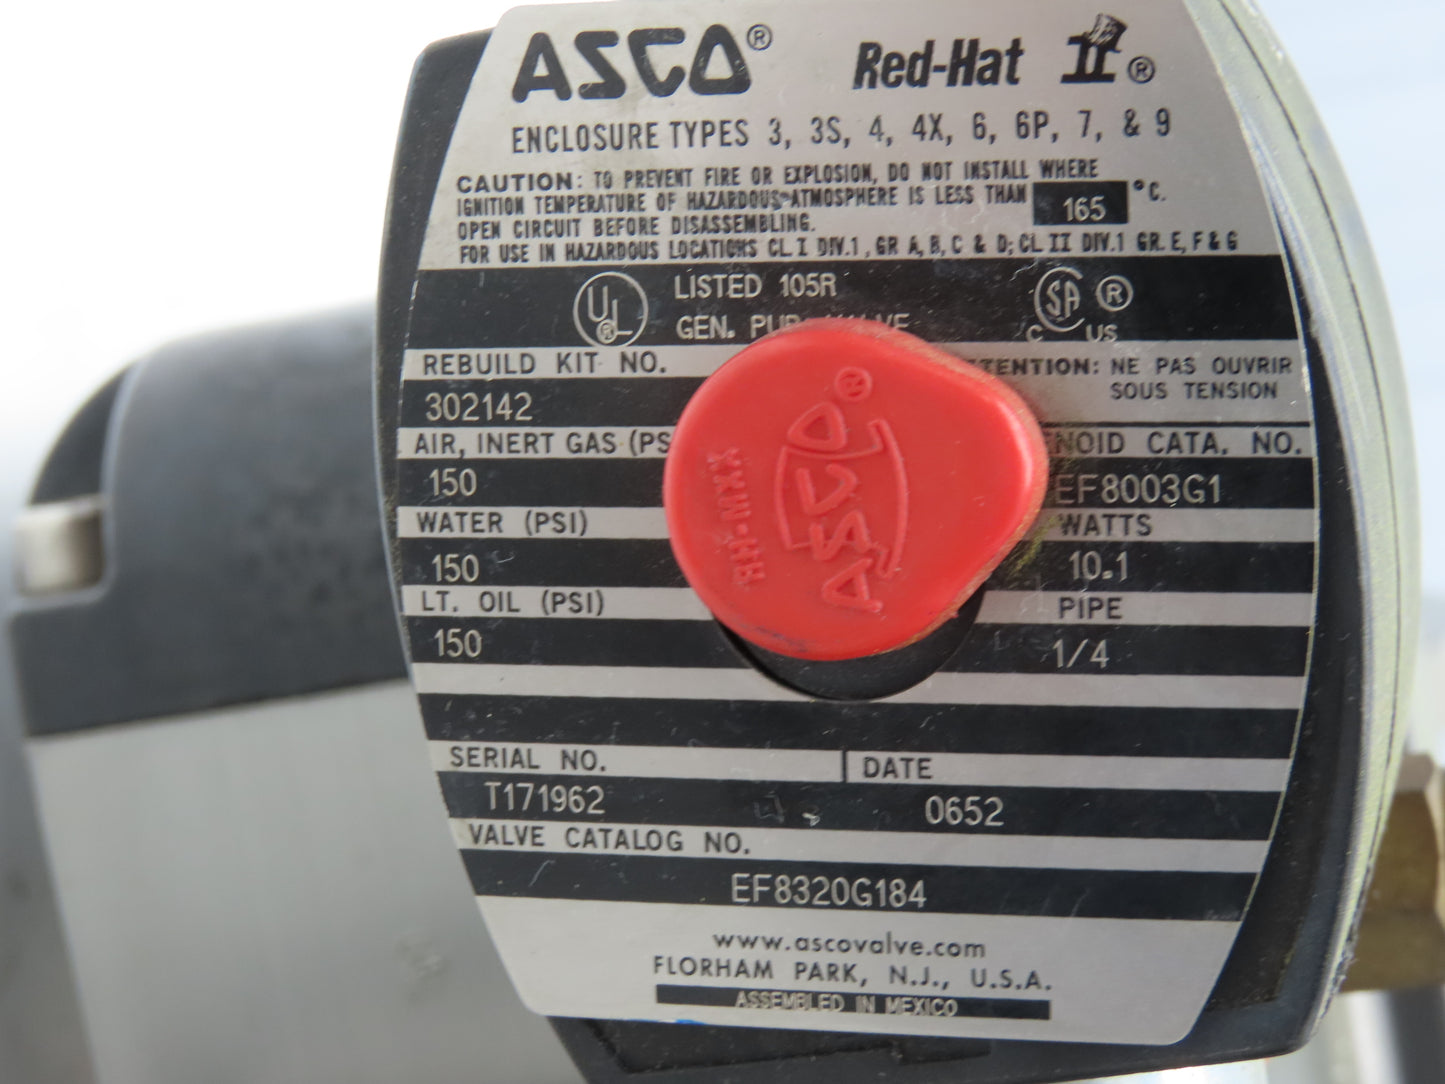 ASCO® Red-Hat II®
ENCLOSURE TYPES 3, 3S, 4, 4X, 6, 6P, 7, & 9
CAUTION: TO PREVENT FIRE OR EXPLOSION, DO NOT INSTALL WHERE
IGNITION TEMPERATURE OF HAZARDOUS ATMOSPHERE IS LESS THAN 165 °C.
OPEN CIRCUIT BEFORE DISASSEMBLING.
FOR USE IN HAZARDOUS LOCATIONS CL. I DIV.1, GR A, B, C & D; CL. II DIV.1 GR. E, F & G
UL® LISTED 105R C SA® US
GEN.
REBUILD KIT NO.
302142
NE PAS OUVRIR
SOUS TENSION
AIR, INERT GAS CATA. NO.
150 EF8003G1
WATER (PSI) WATTS
150 10.1
LT. OIL (PSI) PIPE
150 1/4
ASCO®
SERIAL NO. DATE
T171962 0652
VALVE CATALOG NO.
EF8320G184
www.ascovalve.com
FLORHAM PARK, N.J., U.S.A.
ASSEMBLED IN MEXICO